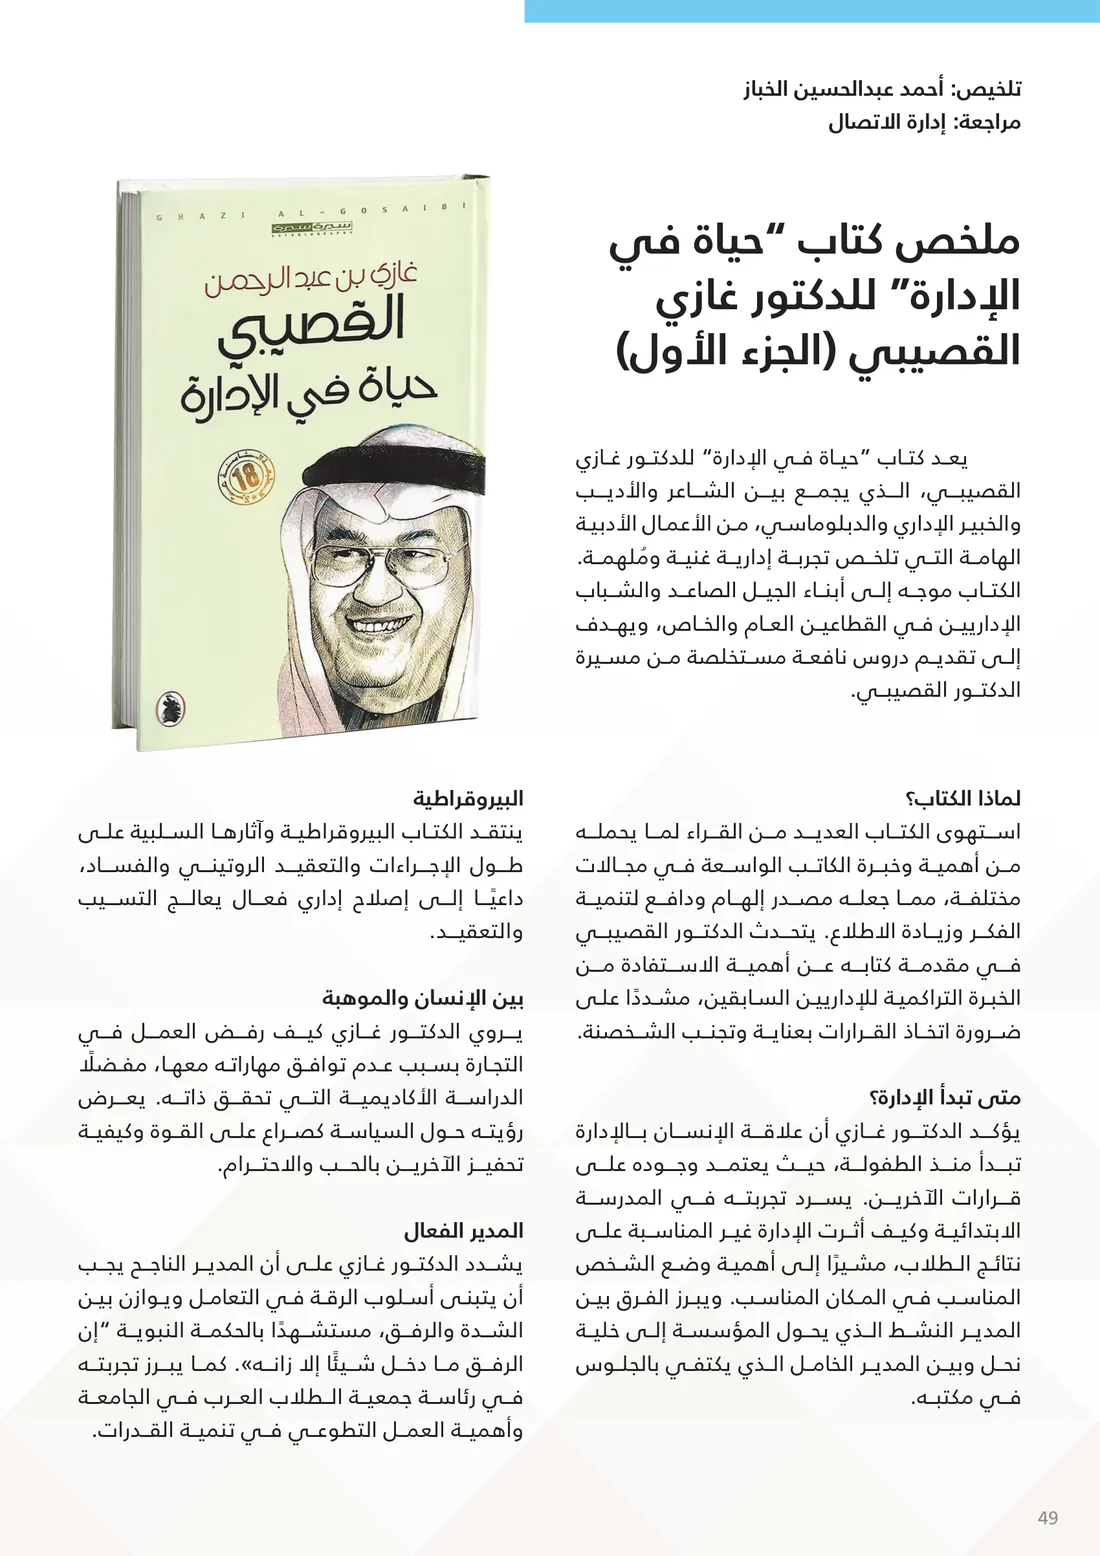 تلخيص: أحمد عبدالحسين الخباز
مراجعة: إدارة الاتصال
ملخص كتاب “حياة في
الإدارة” للدكتور غازي
القصيبي (الجزء الأول)
GHAZI AL-GOSAIBI
سيرة سيرة
AUTOBIOGRAPHY
غازي بن عبد الرحمن
القصيبي
حياة في الإدارة
18
يعد كتاب “حياة في الإدارة” للدكتور غازي
القصيبي، الذي يجمع بين الشاعر والأديب
والخبير الإداري والدبلوماسي، من الأعمال الأدبية
الهامة التي تلخص تجربة إدارية غنية ومُلهمة.
الكتاب موجه إلى أبناء الجيل الصاعد والشباب
الإداريين في القطاعين العام والخاص، ويهدف
إلى تقديم دروس نافعة مستخلصة من مسيرة
الدكتور القصيبي.
لماذا الكتاب؟
استهوى الكتاب العديد من القراء لما يحمله
من أهمية وخبرة الكاتب الواسعة في مجالات
مختلفة، مما جعله مصدر إلهام ودافع لتنمية
الفكر وزيادة الاطلاع. يتحدث الدكتور القصيبي
في مقدمة كتابه عن أهمية الاستفادة من
الخبرة التراكمية للإداريين السابقين، مشددًا على
ضرورة اتخاذ القرارات بعناية وتجنب الشخصنة.
متى تبدأ الإدارة؟
يؤكد الدكتور غازي أن علاقة الإنسان بالإدارة
تبدأ منذ الطفولة، حيث يعتمد وجوده على
قرارات الآخرين. يسرد تجربته في المدرسة
الابتدائية وكيف أثرت الإدارة غير المناسبة على
نتائج الطلاب، مشيرًا إلى أهمية وضع الشخص
المناسب في المكان المناسب. ويبرز الفرق بين
المدير النشط الذي يحول المؤسسة إلى خلية
نحل وبين المدير الخامل الذي يكتفي بالجلوس
في مكتبه.
البيروقراطية
ينتقد الكتاب البيروقراطية وآثارها السلبية على
طول الإجراءات والتعقيد الروتيني والفساد،
داعيًا إلى إصلاح إداري فعال يعالج التسيب
والتعقيد.
بين الإنسان والموهبة
يروي الدكتور غازي كيف رفض العمل في
التجارة بسبب عدم توافق مهاراته معها، مفضلًا
الدراسة الأكاديمية التي تحقق ذاته. يعرض
رؤيته حول السياسة كصراع على القوة وكيفية
تحفيز الآخرين بالحب والاحترام.
المدير الفعال
يشدد الدكتور غازي على أن المدير الناجح يجب
أن يتبنى أسلوب الرقة في التعامل ويوازن بين
الشدة والرفق، مستشهدًا بالحكمة النبوية “إن
الرفق ما دخل شيئًا إلا زانه». كما يبرز تجربته
في رئاسة جمعية الطلاب العرب في الجامعة
وأهمية العمل التطوعي في تنمية القدرات.
49